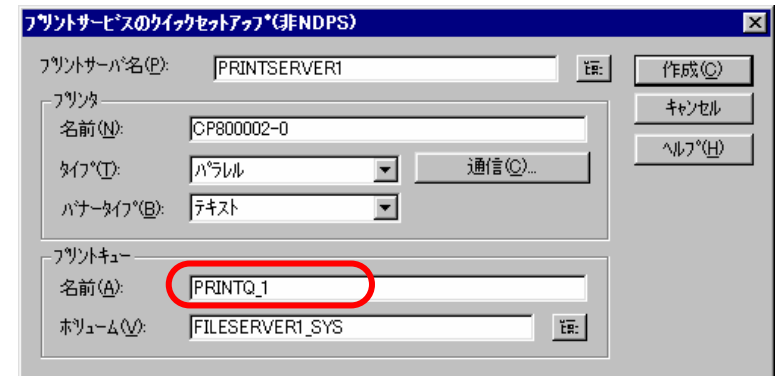 プリントサービスのクイックセットアップ(非NDPS)
プリントサーバ名(P): PRINTSERVER1
作成(C)
プリンタ
キャンセル
名前(N): CP800002-0
ヘルプ(H)
タイプ(T): パラレル 通信(C)...
バナータイプ(B): テキスト
プリントキュー
名前(A): PRINTQ_1
ボリューム(V): FILESERVER1_SYS